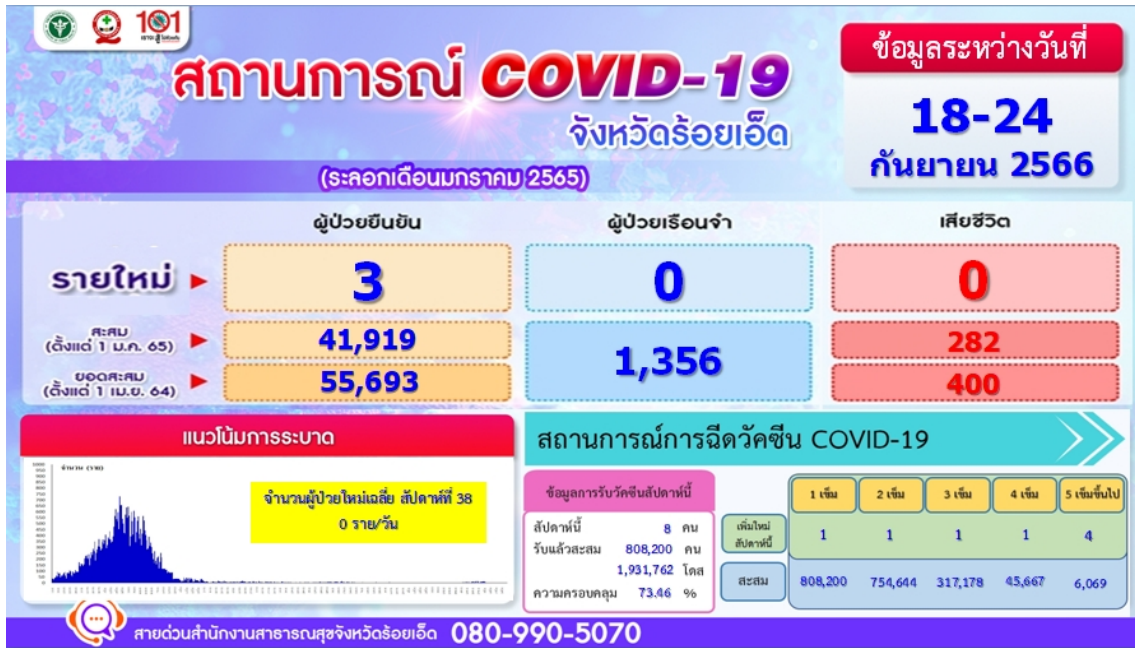 101
สถานการณ์ COVID-19
จังหวัดร้อยเอ็ด
(ระลอกเดือนมกราคม 2565)
ข้อมูลระหว่างวันที่
18-24
กันยายน 2566
ผู้ป่วยยืนยัน ผู้ป่วยเรือนจำ เสียชีวิต
รายใหม่ 3 0 0
สะสม
(ตั้งแต่ 1 ม.ค. 65) 41,919 282
1,356
ยอดสะสม
(ตั้งแต่ 1 เม.ย. 64) 55,693 400
แนวโน้มการระบาด
จำนวน (ราย)
จำนวนผู้ป่วยใหม่เฉลี่ย สัปดาห์ที่ 38
0 ราย/วัน
สถานการณ์การฉีดวัคซีน COVID-19
ข้อมูลการรับวัคซีนสัปดาห์นี้
สัปดาห์นี้ 8 คน
รับแล้วสะสม 808,200 คน
1,931,762 โดส
ความครอบคลุม 73.46 %
1 เข็ม 2 เข็ม 3 เข็ม 4 เข็ม 5 เข็มขึ้นไป
เพิ่มใหม่
สัปดาห์นี้ 1 1 1 1 4
สะสม 808,200 754,644 317,178 45,667 6,069
สายด่วนสำนักงานสาธารณสุขจังหวัดร้อยเอ็ด 080-990-5070